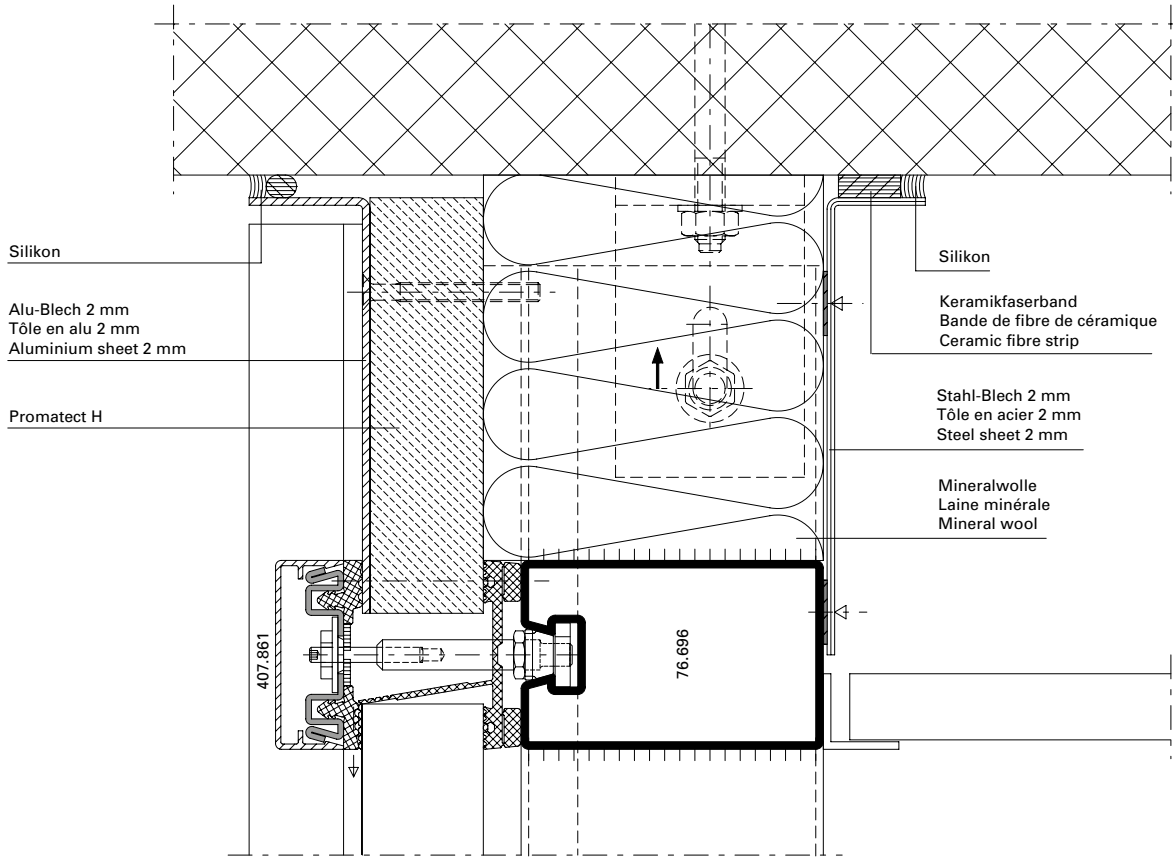 Silikon
Alu-Blech 2 mm
Tôle en alu 2 mm
Aluminium sheet 2 mm
Promatect H
Silikon
Keramikfaserband
Bande de fibre de céramique
Ceramic fibre strip
Stahl-Blech 2 mm
Tôle en acier 2 mm
Steel sheet 2 mm
Mineralwolle
Laine minérale
Mineral wool
407.861
76.696